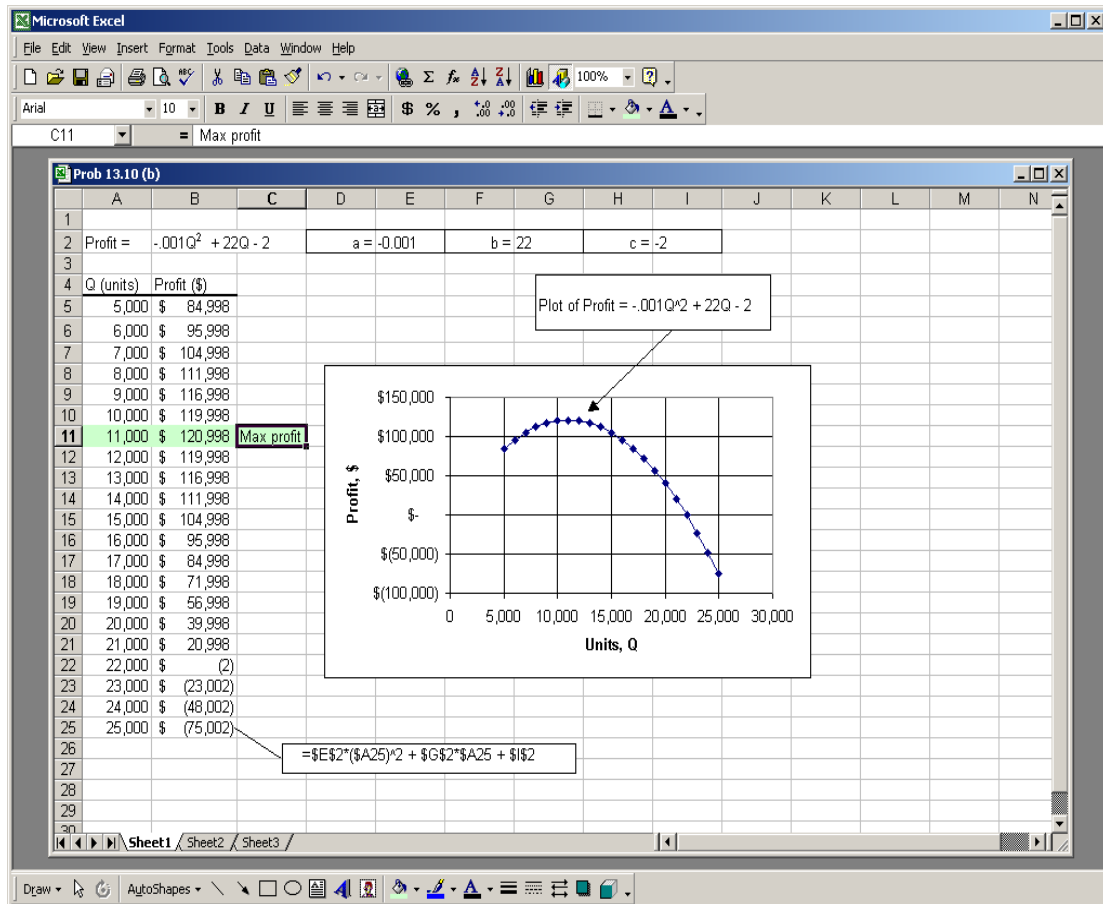 Microsoft Excel
File Edit View Insert Format Tools Data Window Help
100%
Arial 10 B I U $ % ,
C11 = Max profit
Prob 13.10 (b)
A B C D E F G H I J K L M N
1
2 Profit = -.001Q² + 22Q - 2 a = -0.001 b = 22 c = -2
3
4 Q (units) Profit ($)
5 5,000 $ 84,998
6 6,000 $ 95,998
7 7,000 $ 104,998
8 8,000 $ 111,998
9 9,000 $ 116,998
10 10,000 $ 119,998
11 11,000 $ 120,998 Max profit
12 12,000 $ 119,998
13 13,000 $ 116,998
14 14,000 $ 111,998
15 15,000 $ 104,998
16 16,000 $ 95,998
17 17,000 $ 84,998
18 18,000 $ 71,998
19 19,000 $ 56,998
20 20,000 $ 39,998
21 21,000 $ 20,998
22 22,000 $ (2)
23 23,000 $ (23,002)
24 24,000 $ (48,002)
25 25,000 $ (75,002)
26
27
28
29
30
Plot of Profit = -.001Q^2 + 22Q - 2
$150,000
$100,000
$50,000
$-
$(50,000)
$(100,000)
Profit, $
0 5,000 10,000 15,000 20,000 25,000 30,000
Units, Q
=$E$2*($A25)^2 + $G$2*$A25 + $I$2
Sheet1 Sheet2 Sheet3
Draw AutoShapes